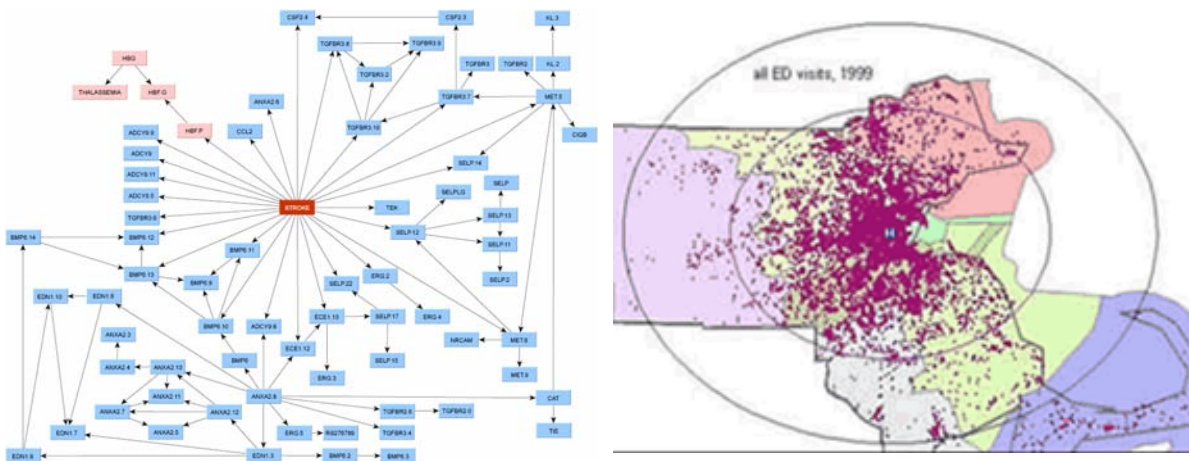 CSF2.4
CSF2.3
KL.3
TGFBR3.8
TGFBR3.9
HBG
TGFBR3
TGFBR2
KL.2
all ED visits, 1999
TGFBR3.2
THALASSEMIA
HBF.G
ANXA2.6
TGFBR3.7
MET.5
ADCY9.9
HBF.P
CCL2
TGFBR3.10
C1QB
ADCY9
SELP.14
ADCY9.11
SELPLG
SELP
ADCY9.5
STROKE
TEK
SELP.13
TGFBR3.6
BMP6.14
BMP6.12
SELP.12
SELP.11
H
BMP6.11
BMP6.13
BMP6.9
SELP.22
ERG.2
SELP.2
EDN1.10
EDN1.6
ECE1.13
SELP.17
ERG.4
ANXA2.3
BMP6.10
ADCY9.8
ECE1.12
NRCAM
MET.6
ANXA2.4
ANXA2.13
BMP6
ERG.3
SELP.15
MET.9
ANXA2.11
ANXA2.8
CAT
ANXA2.7
ANXA2.12
TGFBR2.8
TGFBR2.0
EDN1.7
ANXA2.5
ERG.5
RS276789
TGFBR3.4
TIE
EDN1.9
EDN1.3
BMP6.2
BMP6.3